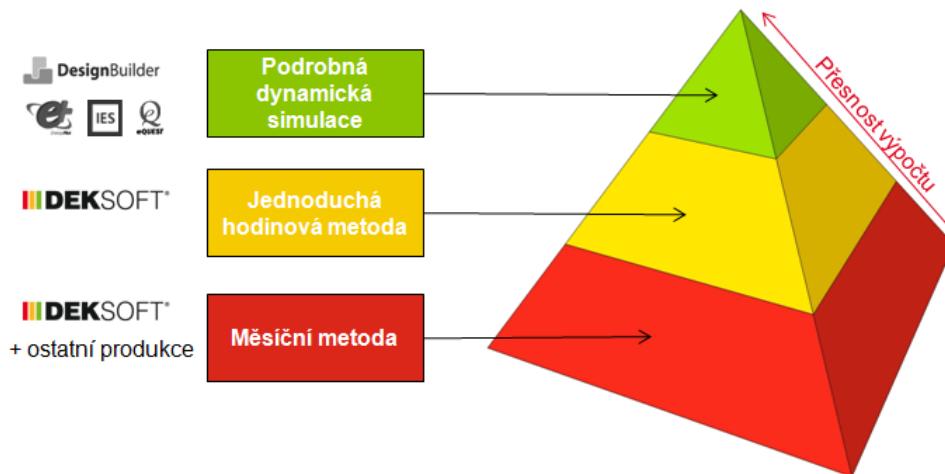 DesignBuilder
Podrobná
dynamická
simulace
IES
eQUEST
Přesnost výpočtu
DEKSOFT®
Jednoduchá
hodinová metoda
DEKSOFT®
+ ostatní produkce
Měsíční metoda